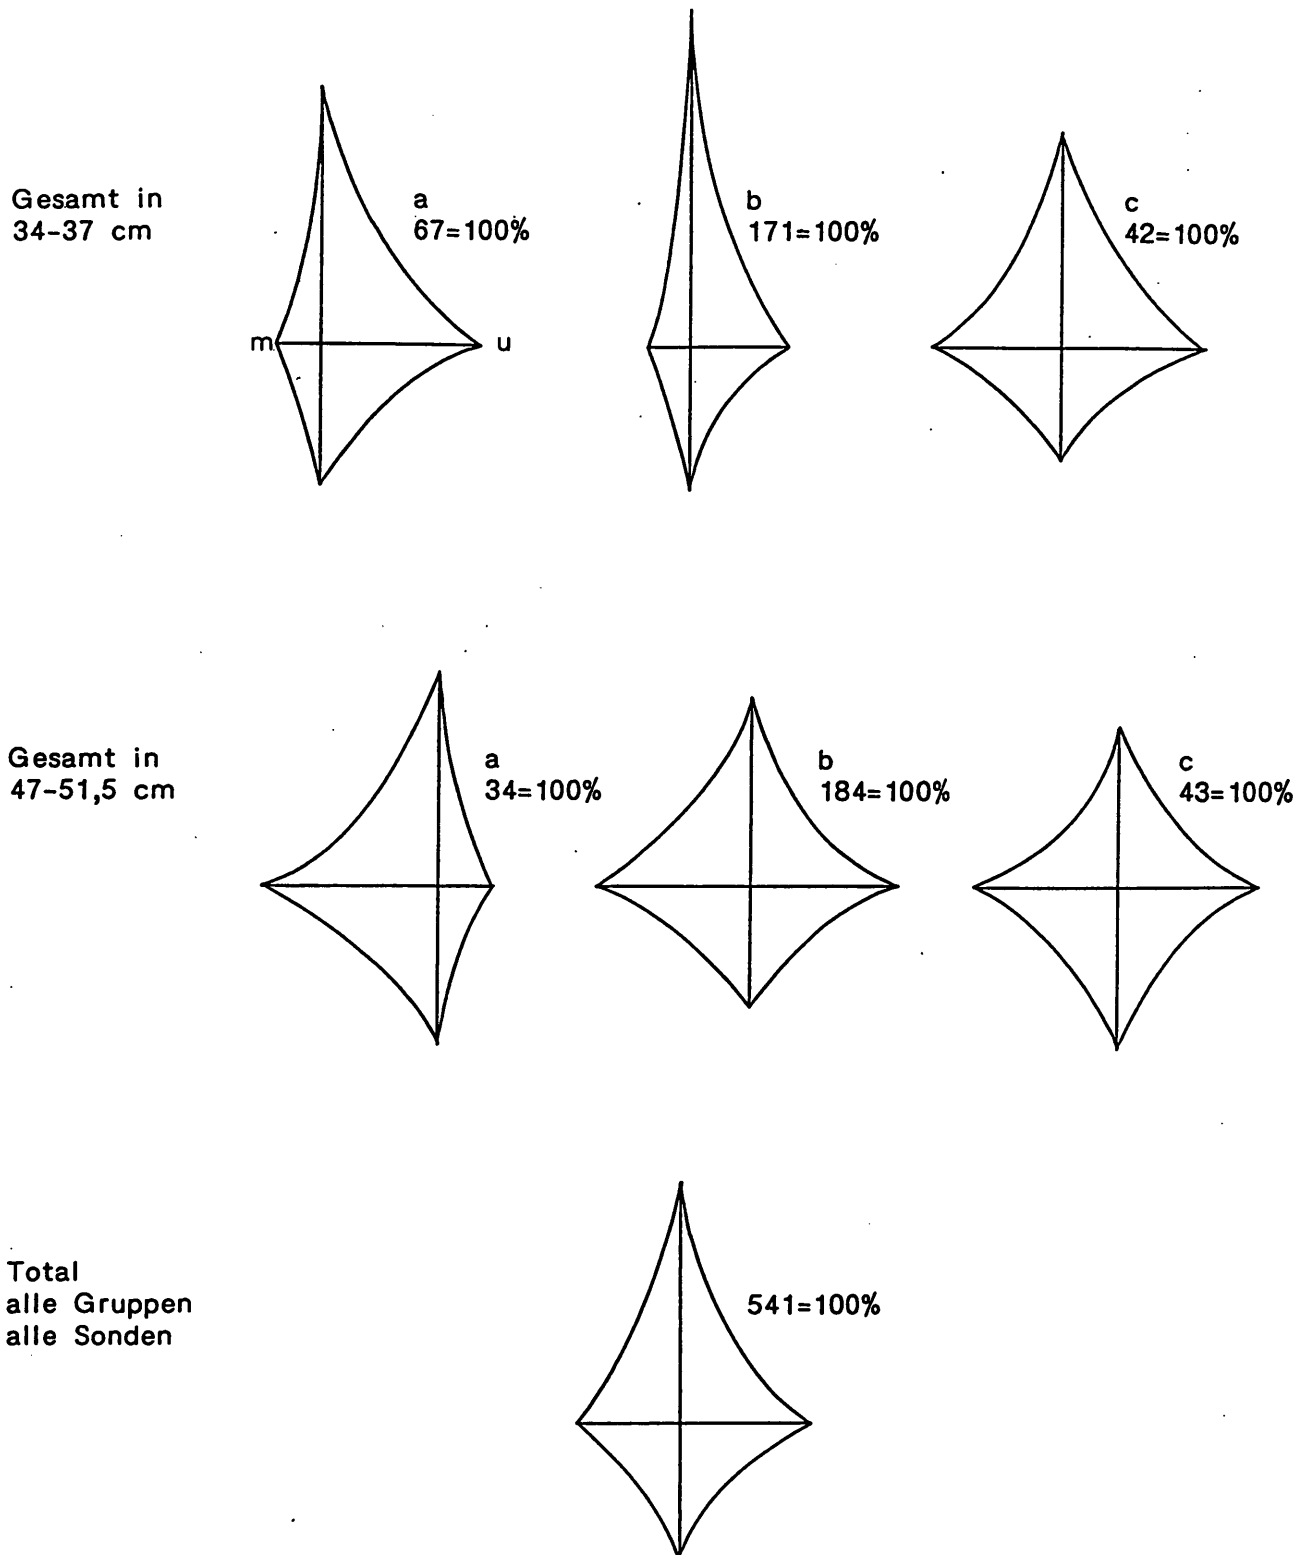 Gesamt in
34-37 cm
a
67=100%
b
171=100%
c
42=100%
m
u
Gesamt in
47-51,5 cm
a
34=100%
b
184=100%
c
43=100%
Total
alle Gruppen
alle Sonden
541=100%